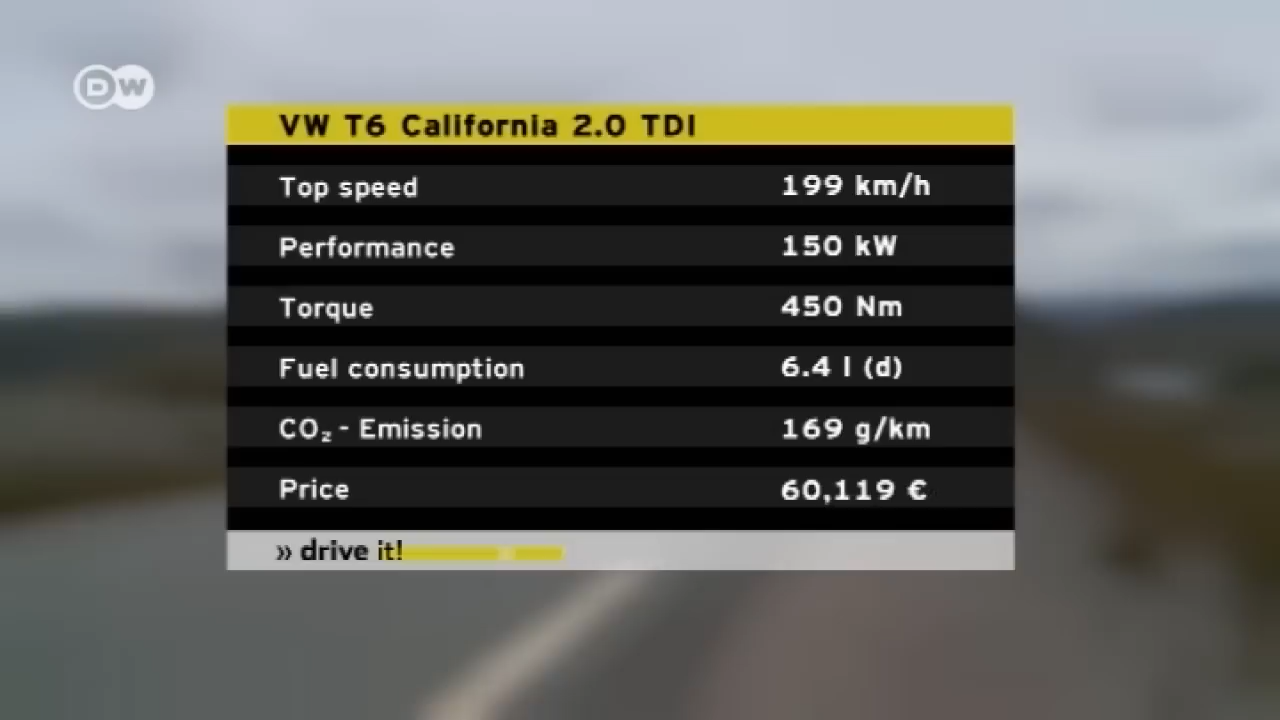 DW
VW T6 California 2.0 TDI
Top speed 199 km/h
Performance 150 kW
Torque 450 Nm
Fuel consumption 6.4 l (d)
CO₂ - Emission 169 g/km
Price 60,119 €
» drive it!